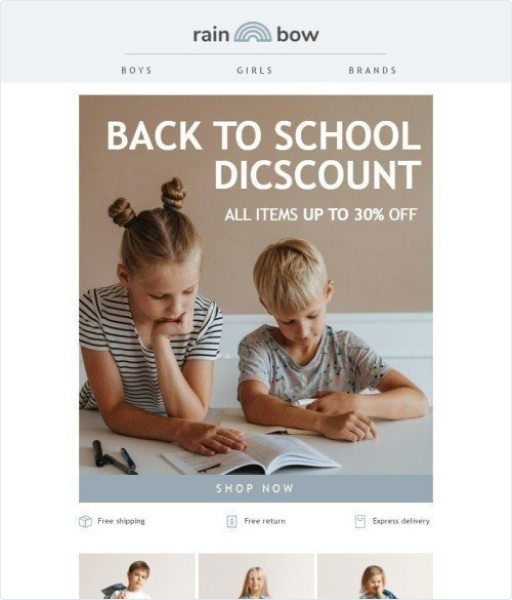 rain bow
BOYS GIRLS BRANDS
BACK TO SCHOOL
DICSCOUNT
ALL ITEMS UP TO 30% OFF
SHOP NOW
Free shipping Free return Express delivery